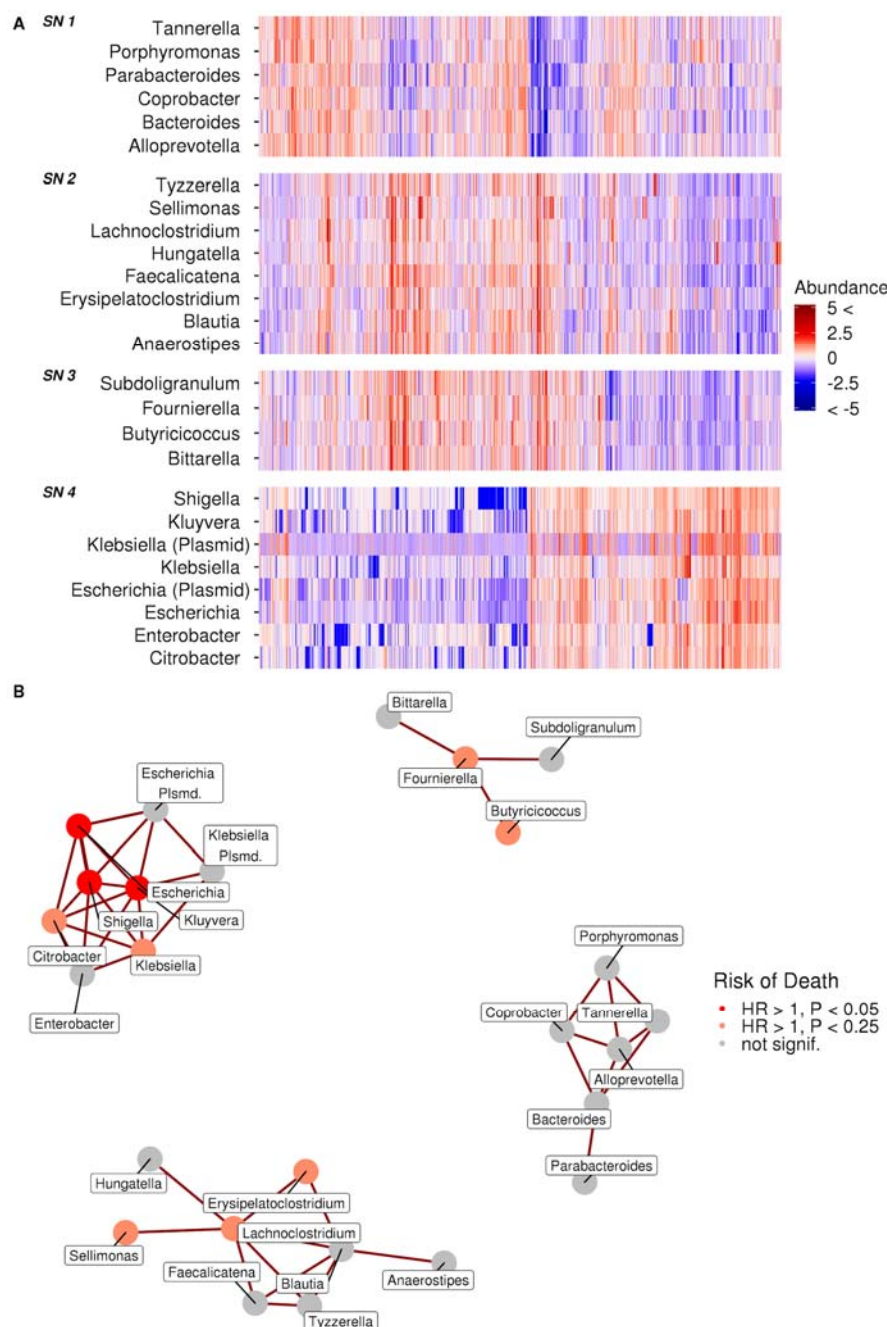 A
SN 1
Tannerella
Porphyromonas
Parabacteroides
Coprobacter
Bacteroides
Alloprevotella
SN 2
Tyzzerella
Sellimonas
Lachnoclostridium
Hungatella
Faecalicatena
Erysipelatoclostridium
Blautia
Anaerostipes
SN 3
Subdoligranulum
Fournierella
Butyricicoccus
Bittarella
SN 4
Shigella
Kluyvera
Klebsiella (Plasmid)
Klebsiella
Escherichia (Plasmid)
Escherichia
Enterobacter
Citrobacter
Abundance
5 <
2.5
0
-2.5
< -5
B
Bittarella
Subdoligranulum
Fournierella
Butyricicoccus
Escherichia
Plsmd.
Klebsiella
Plsmd.
Escherichia
Kluyvera
Shigella
Citrobacter
Klebsiella
Enterobacter
Porphyromonas
Coprobacter
Tannerella
Alloprevotella
Bacteroides
Parabacteroides
Risk of Death
HR > 1, P < 0.05
HR > 1, P < 0.25
not signif.
Hungatella
Erysipelatoclostridium
Lachnoclostridium
Sellimonas
Faecalicatena
Blautia
Anaerostipes
Tyzzerella